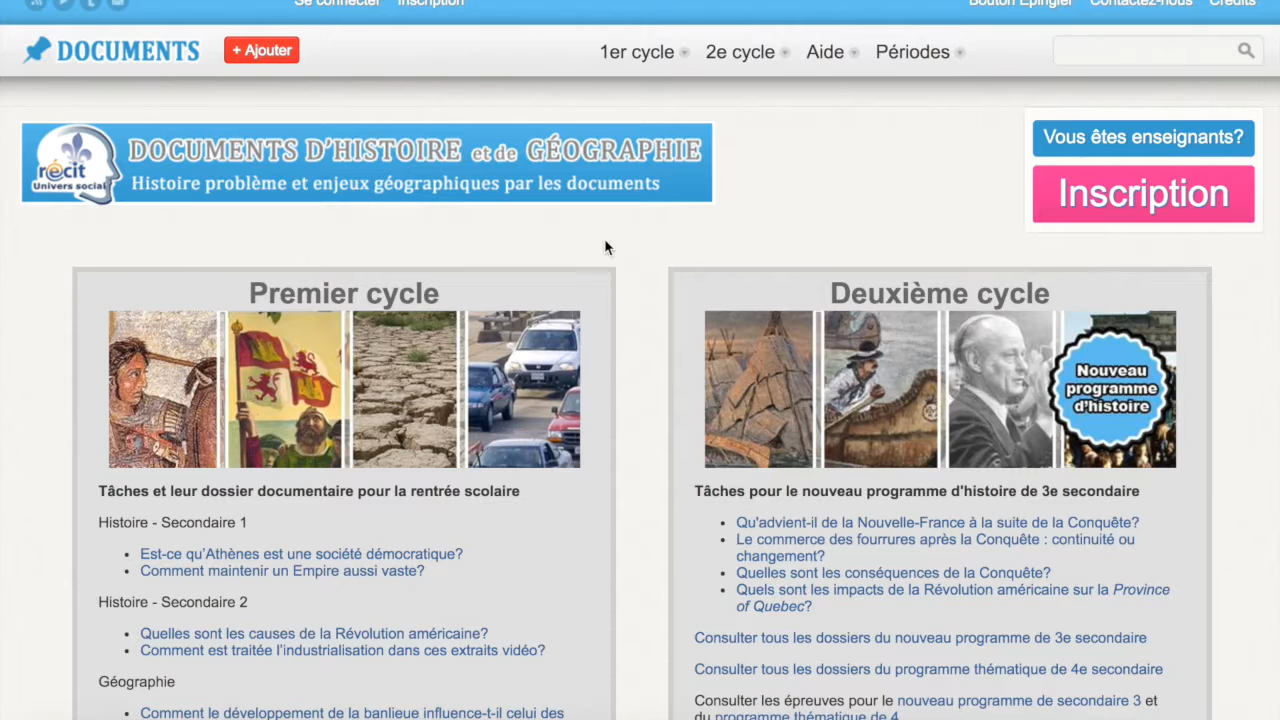 Se connecter Inscription Bouton Épingler Contactez-nous Crédits
DOCUMENTS + Ajouter 1er cycle 2e cycle Aide Périodes
récit
Univers social
DOCUMENTS D'HISTOIRE et de GÉOGRAPHIE
Histoire problème et enjeux géographiques par les documents
Vous êtes enseignants?
Inscription
Premier cycle
Tâches et leur dossier documentaire pour la rentrée scolaire
Histoire - Secondaire 1
• Est-ce qu’Athènes est une société démocratique?
• Comment maintenir un Empire aussi vaste?
Histoire - Secondaire 2
• Quelles sont les causes de la Révolution américaine?
• Comment est traitée l’industrialisation dans ces extraits vidéo?
Géographie
• Comment le développement de la banlieue influence-t-il celui des
Deuxième cycle
Nouveau
programme
d'histoire
Tâches pour le nouveau programme d'histoire de 3e secondaire
• Qu'advient-il de la Nouvelle-France à la suite de la Conquête?
• Le commerce des fourrures après la Conquête : continuité ou
changement?
• Quelles sont les conséquences de la Conquête?
• Quels sont les impacts de la Révolution américaine sur la Province
of Quebec?
Consulter tous les dossiers du nouveau programme de 3e secondaire
Consulter tous les dossiers du programme thématique de 4e secondaire
Consulter les épreuves pour le nouveau programme de secondaire 3 et
du programme thématique de 4